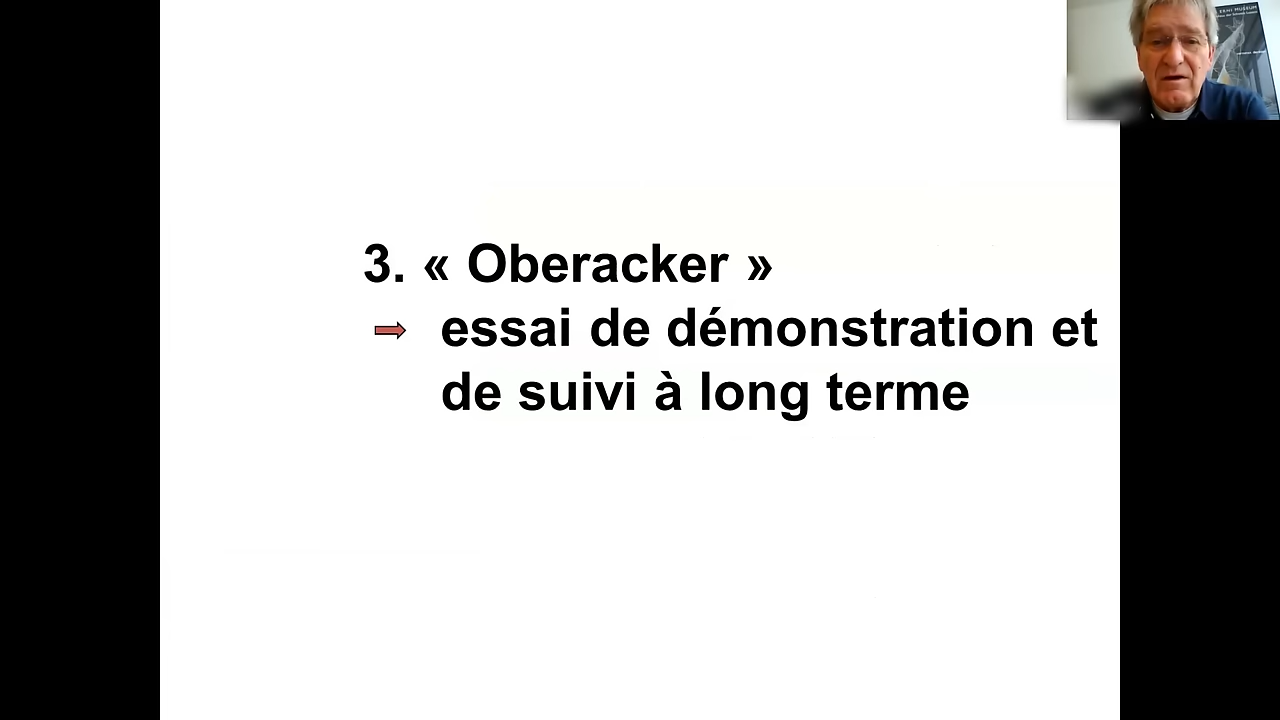 3. « Oberacker »
essai de démonstration et
de suivi à long terme